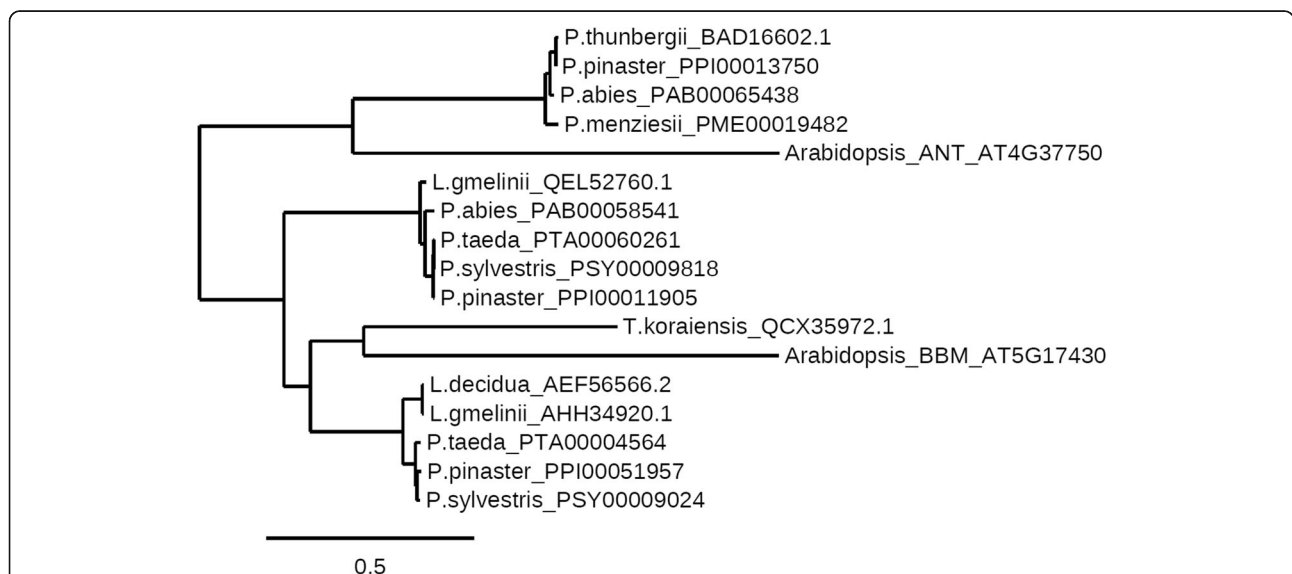 P.thunbergii_BAD16602.1
P.pinaster_PPI00013750
P.abies_PAB00065438
P.menziesii_PME00019482
Arabidopsis_ANT_AT4G37750
L.gmelinii_QEL52760.1
P.abies_PAB00058541
P.taeda_PTA00060261
P.sylvestris_PSY00009818
P.pinaster_PPI00011905
T.koraiensis_QCX35972.1
Arabidopsis_BBM_AT5G17430
L.decidua_AEF56566.2
L.gmelinii_AHH34920.1
P.taeda_PTA00004564
P.pinaster_PPI00051957
P.sylvestris_PSY00009024
0.5